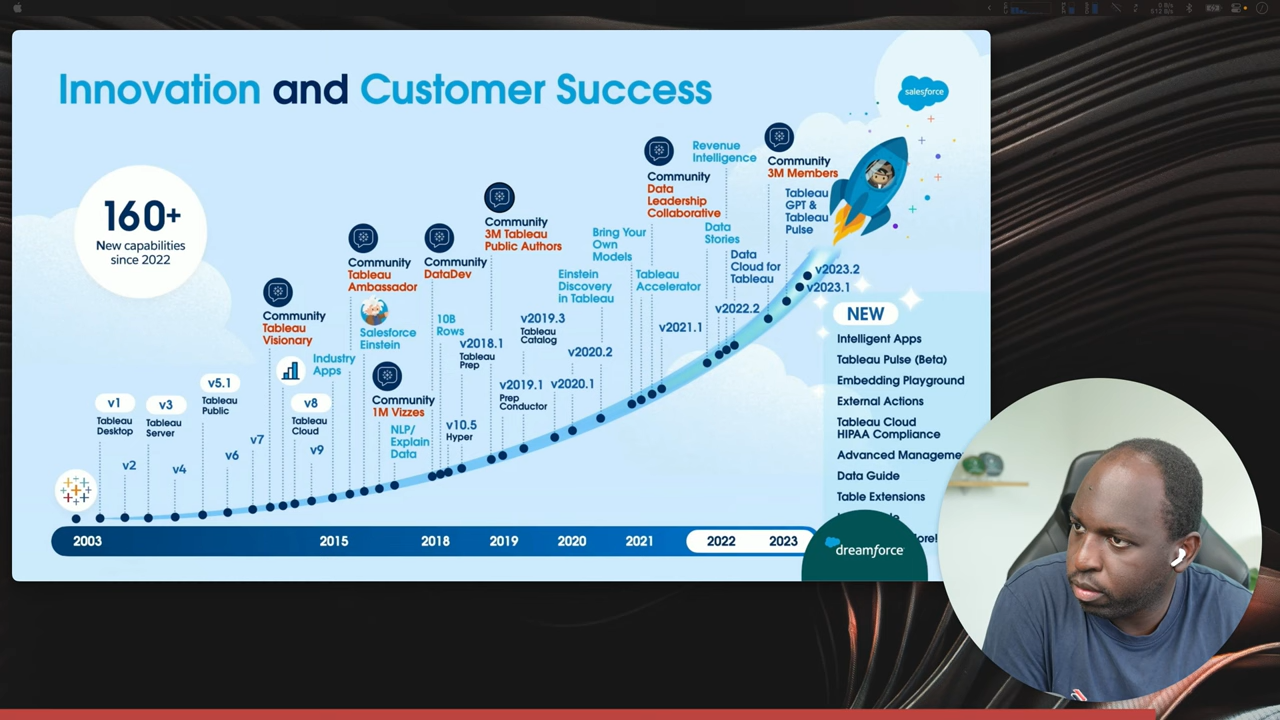 Innovation and Customer Success
salesforce
160+
New capabilities
since 2022
v1
Tableau
Desktop
v2
v3
Tableau
Server
v4
v5.1
Tableau
Public
v6
v7
Community
Tableau
Visionary
Industry
Apps
v8
Tableau
Cloud
v9
Community
Tableau
Ambassador
Salesforce
Einstein
Community
1M Vizzes
NLP/
Explain
Data
Community
DataDev
10B
Rows
v10.5
Hyper
v2018.1
Tableau
Prep
Community
3M Tableau
Public Authors
v2019.1
Prep
Conductor
v2019.3
Tableau
Catalog
v2020.1
Einstein
Discovery
in Tableau
v2020.2
Bring Your
Own
Models
Tableau
Accelerator
Community
Data
Leadership
Collaborative
v2021.1
Revenue
Intelligence
Data
Stories
Data
Cloud for
Tableau
v2022.2
Community
3M Members
Tableau
GPT &
Tableau
Pulse
v2023.2
v2023.1
NEW
Intelligent Apps
Tableau Pulse (Beta)
Embedding Playground
External Actions
Tableau Cloud
HIPAA Compliance
Advanced
Data Guide
Table Extensions
2003
2015
2018
2019
2020
2021
2022
2023
dreamforce